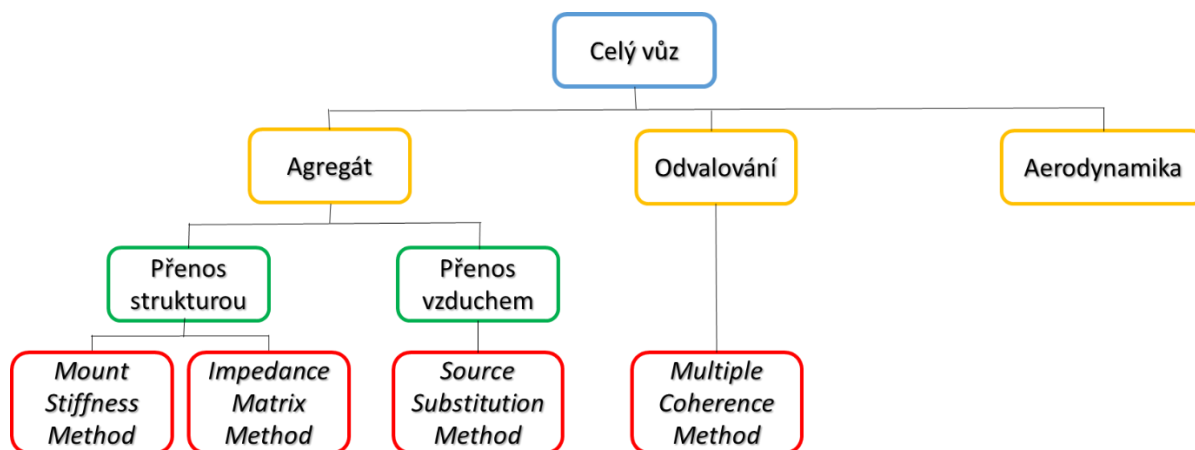 Celý vůz
Agregát
Odvalování
Aerodynamika
Přenos
strukturou
Přenos
vzduchem
Mount
Stiffness
Method
Impedance
Matrix
Method
Source
Substitution
Method
Multiple
Coherence
Method